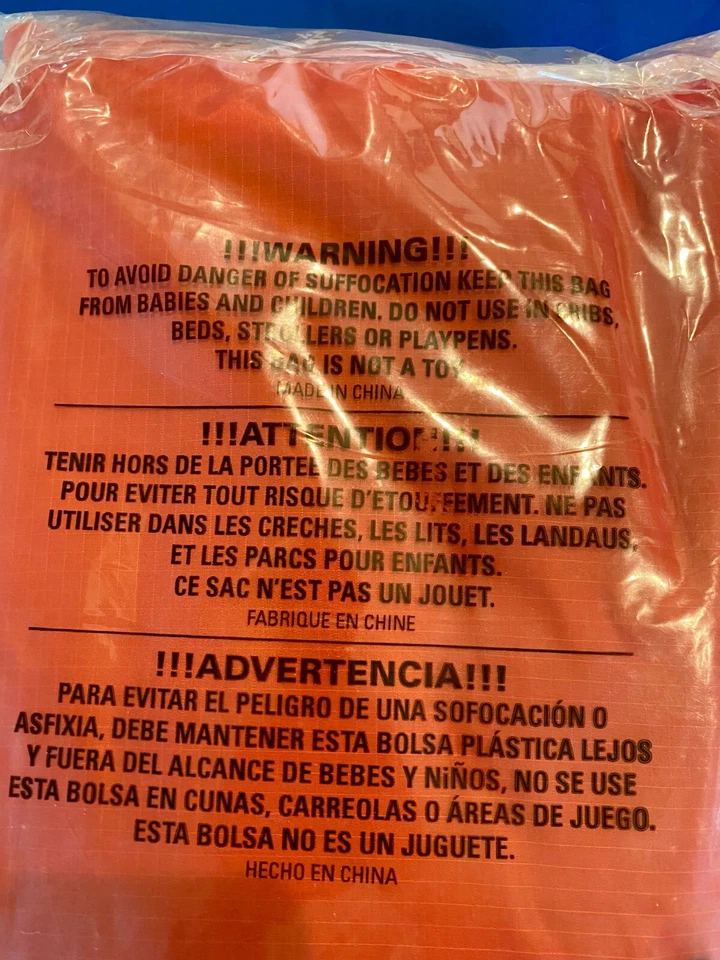 !!!WARNING!!!
TO AVOID DANGER OF SUFFOCATION KEEP THIS BAG
FROM BABIES AND CHILDREN. DO NOT USE IN CRIBS,
BEDS, STROLLERS OR PLAYPENS.
THIS BAG IS NOT A TOY
MADE IN CHINA
!!!ATTENTION!!!
TENIR HORS DE LA PORTEE DES BEBES ET DES ENFANTS.
POUR EVITER TOUT RISQUE D'ETOUFFEMENT. NE PAS
UTILISER DANS LES CRECHES, LES LITS, LES LANDAUS,
ET LES PARCS POUR ENFANTS.
CE SAC N'EST PAS UN JOUET.
FABRIQUE EN CHINE
!!!ADVERTENCIA!!!
PARA EVITAR EL PELIGRO DE UNA SOFOCACIÓN O
ASFIXIA, DEBE MANTENER ESTA BOLSA PLÁSTICA LEJOS
Y FUERA DEL ALCANCE DE BEBES Y NiÑOS, NO SE USE
ESTA BOLSA EN CUNAS, CARREOLAS O ÁREAS DE JUEGO.
ESTA BOLSA NO ES UN JUGUETE.
HECHO EN CHINA